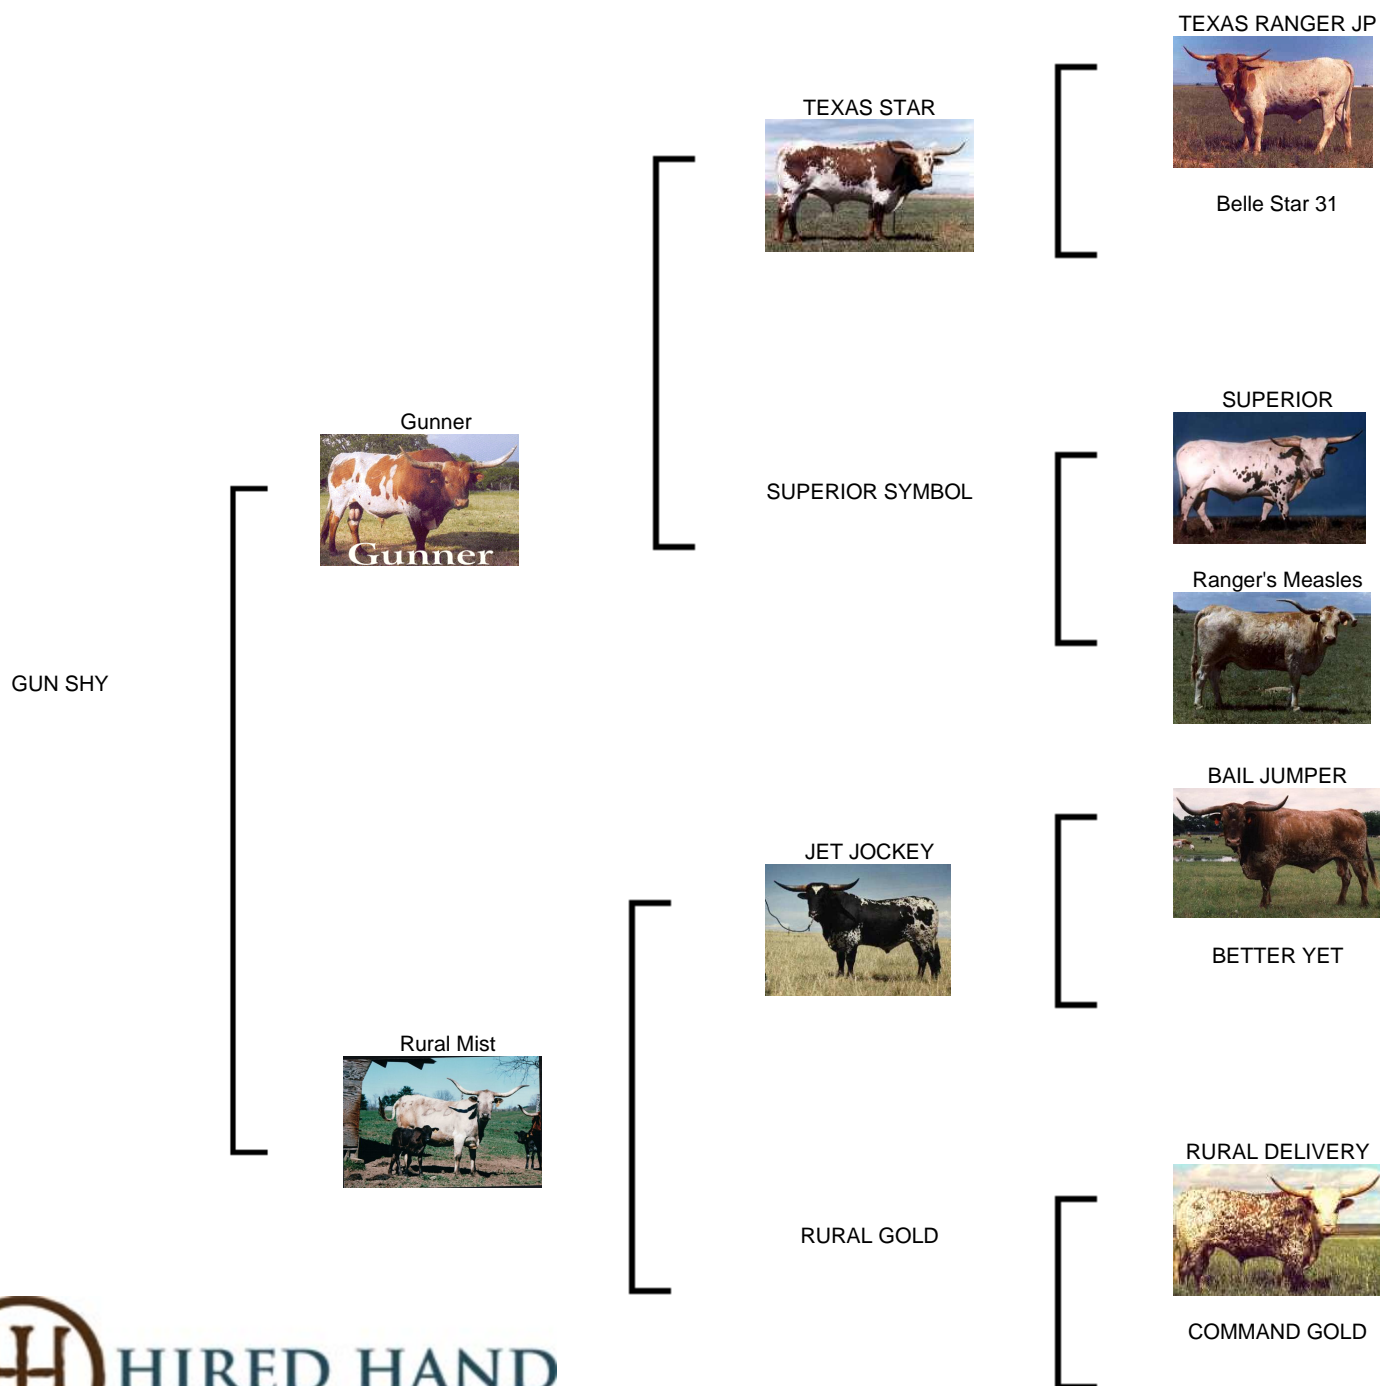 TEXAS RANGER JP
TEXAS STAR
Belle Star 31
SUPERIOR
Gunner
SUPERIOR SYMBOL
Gunner
Ranger's Measles
GUN SHY
BAIL JUMPER
JET JOCKEY
BETTER YET
Rural Mist
RURAL DELIVERY
RURAL GOLD
COMMAND GOLD
HIRED HAND